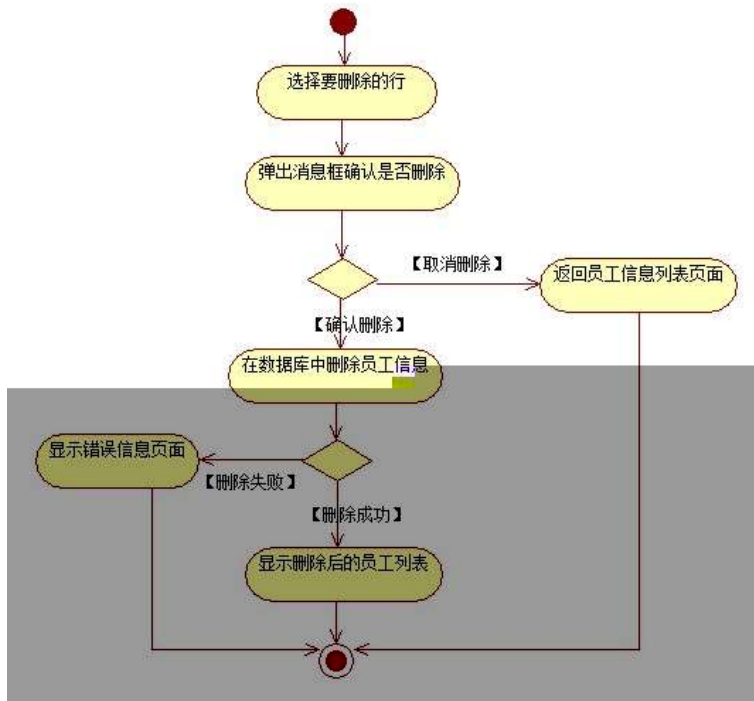 选择要删除的行
弹出消息框确认是否删除
【取消删除】
返回员工信息列表页面
【确认删除】
在数据库中删除员工信息
显示错误信息页面
【删除失败】
【删除成功】
显示删除后的员工列表